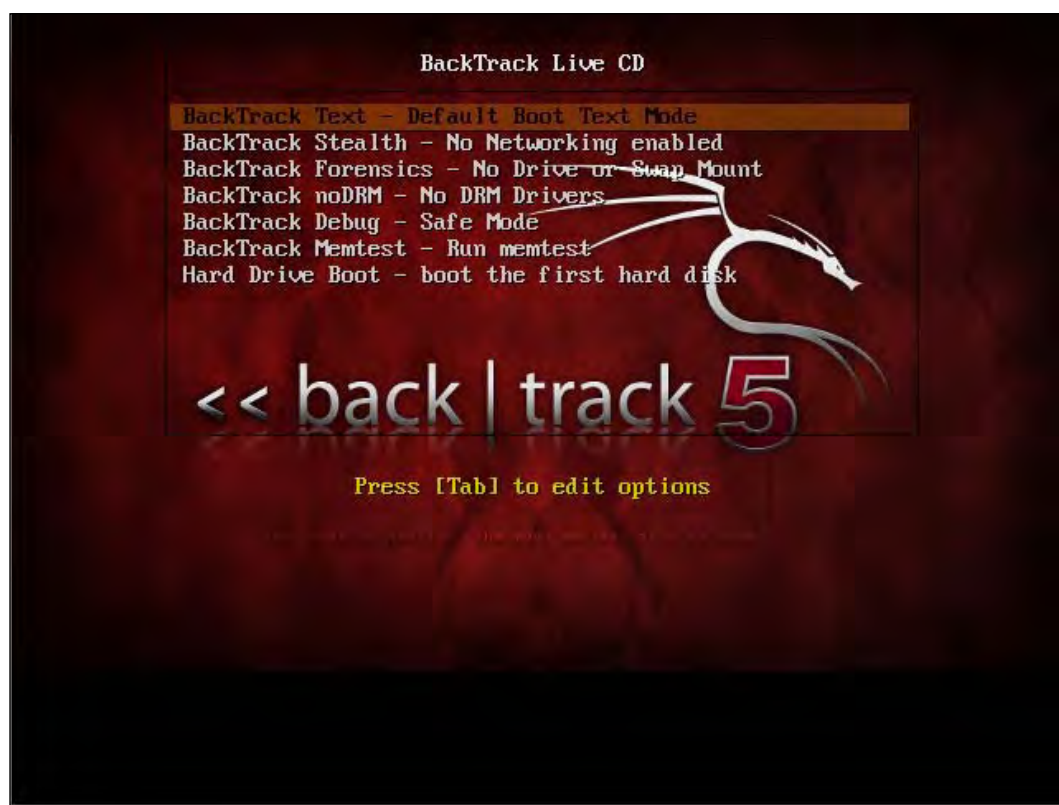 BackTrack Live CD
BackTrack Text - Default Boot Text Mode
BackTrack Stealth - No Networking enabled
BackTrack Forensics - No Drive or Swap Mount
BackTrack noDRM - No DRM Drivers
BackTrack Debug - Safe Mode
BackTrack Memtest - Run memtest
Hard Drive Boot - boot the first hard disk
<< back | track 5
Press [Tab] to edit options